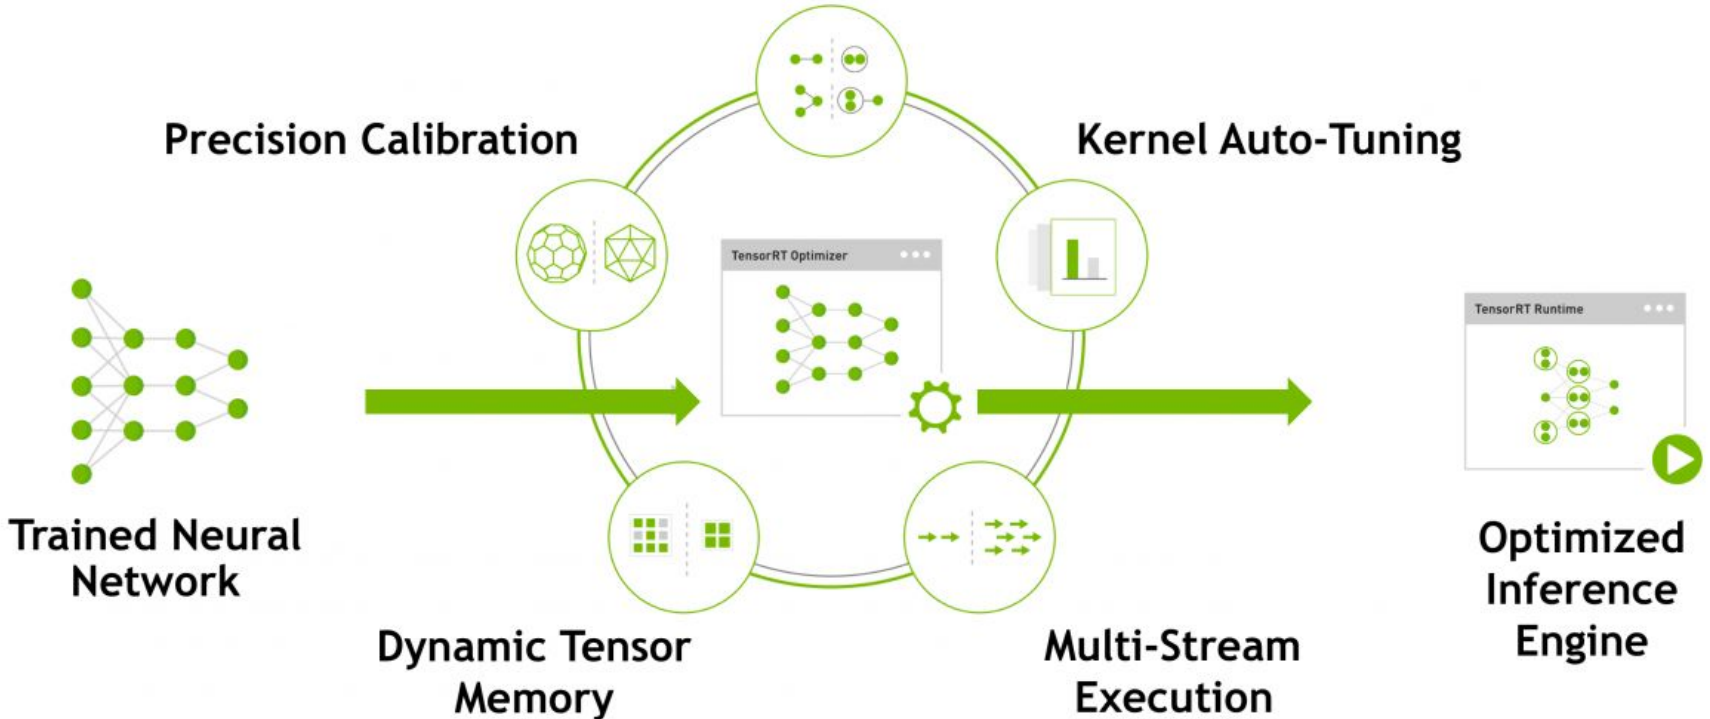 Precision Calibration
Kernel Auto-Tuning
TensorRT Optimizer
TensorRT Runtime
Trained Neural
Network
Optimized
Inference
Engine
Dynamic Tensor
Memory
Multi-Stream
Execution